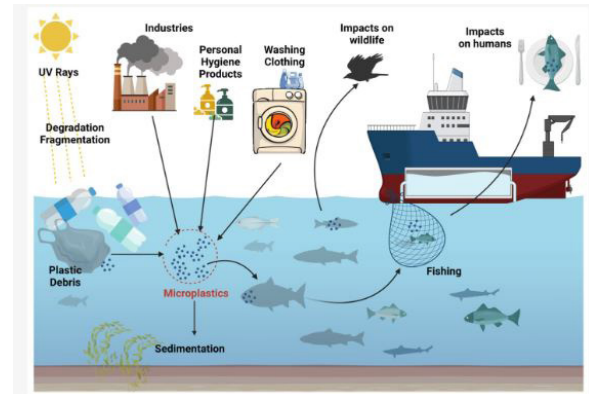 Industries
Personal
Hygiene
Products
Washing
Clothing
Impacts on
wildlife
Impacts
on humans
UV Rays
Degradation
Fragmentation
Plastic
Debris
Microplastics
Fishing
Sedimentation